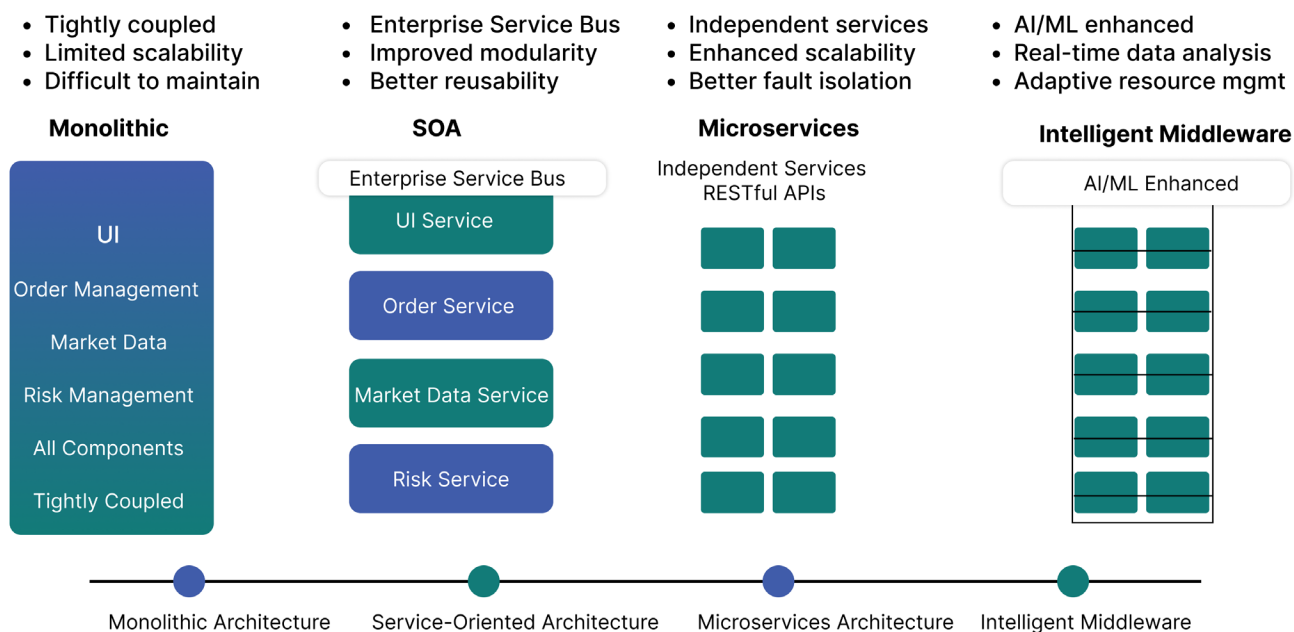 • Tightly coupled
• Limited scalability
• Difficult to maintain
• Enterprise Service Bus
• Improved modularity
• Better reusability
• Independent services
• Enhanced scalability
• Better fault isolation
• AI/ML enhanced
• Real-time data analysis
• Adaptive resource mgmt
Monolithic
SOA
Microservices
Intelligent Middleware
UI
Order Management
Market Data
Risk Management
All Components
Tightly Coupled
Enterprise Service Bus
UI Service
Order Service
Market Data Service
Risk Service
Independent Services
RESTful APIs
AI/ML Enhanced
Monolithic Architecture
Service-Oriented Architecture
Microservices Architecture
Intelligent Middleware